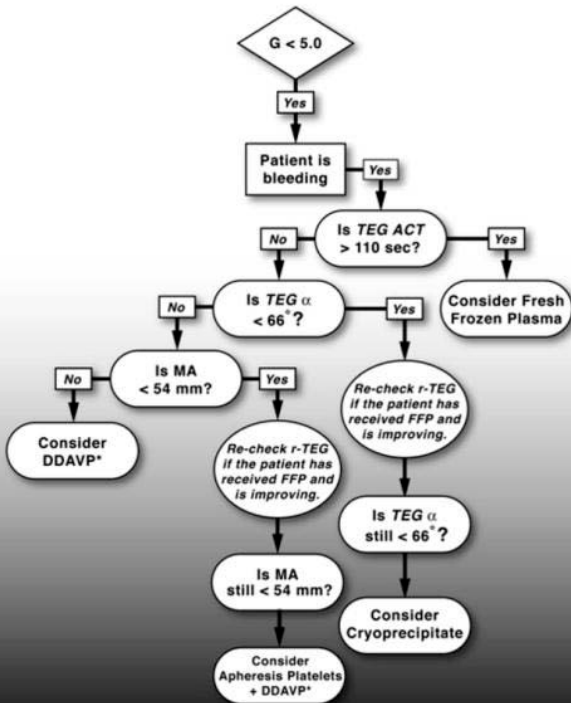 G < 5.0
Yes
Patient is
bleeding
Yes
Is TEG ACT
> 110 sec?
No
Yes
Is TEG α
< 66°?
Consider Fresh
Frozen Plasma
No
Yes
Is MA
< 54 mm?
No
Yes
Re-check r-TEG
if the patient has
received FFP and
is improving.
Consider
DDAVP*
Re-check r-TEG
if the patient has
received FFP and
is improving.
Is TEG α
still < 66°?
Is MA
still < 54 mm?
Consider
Cryoprecipitate
Consider
Apheresis Platelets
+ DDAVP*